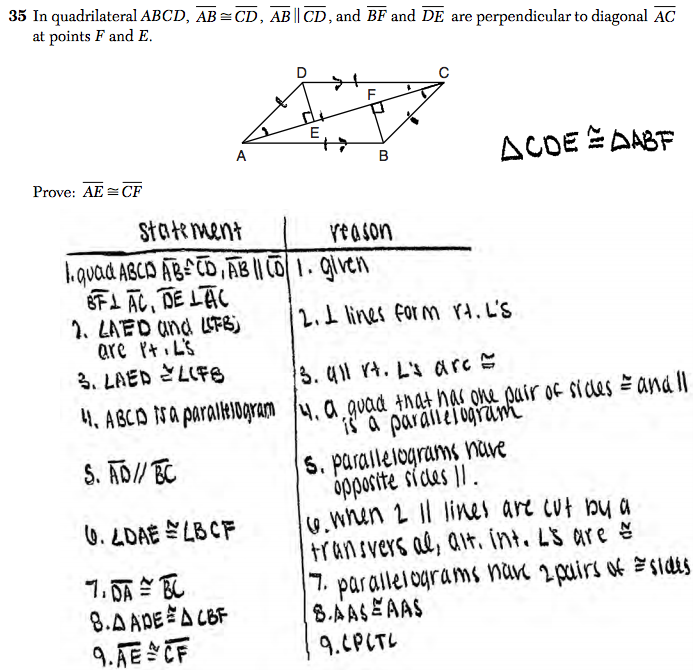 35 In quadrilateral ABCD, AB ≅ CD, AB || CD, and BF and DE are perpendicular to diagonal AC
at points F and E.
D
C
F
E
A
B
△CDE ≅ △ABF
Prove: AE ≅ CF
statement reason
1. quad ABCD AB ≅ CD, AB || CD 1. given
BF ⊥ AC, DE ⊥ AC
2. ∠AED and ∠CFB 2. ⊥ lines form rt. ∠'s
are rt. ∠'s
3. ∠AED ≅ ∠CFB 3. all rt. ∠'s are ≅
4. ABCD is a parallelogram 4. a quad that has one pair of sides ≅ and ||
is a parallelogram
5. AD // BC 5. parallelograms have
opposite sides ||.
6. ∠DAE ≅ ∠BCF 6. when 2 || lines are cut by a
transversal, alt. int. ∠'s are ≅
7. DA ≅ BC 7. parallelograms have 2 pairs of ≅ sides
8. △ADE ≅ △CBF 8. AAS ≅ AAS
9. AE ≅ CF 9. CPCTC